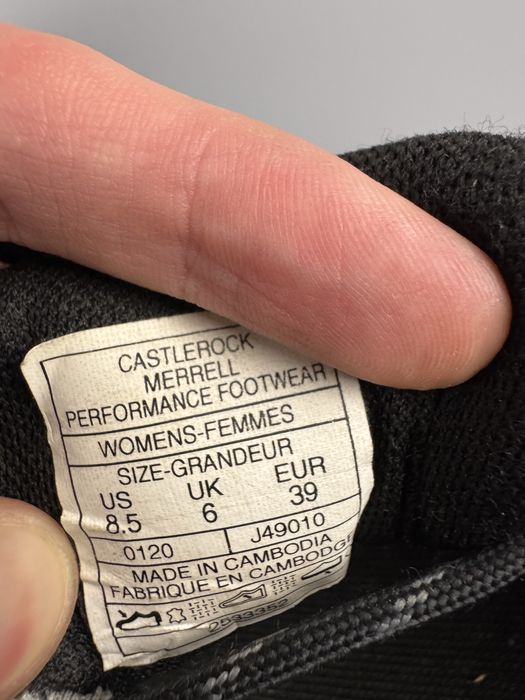 CASTLEROCK
MERRELL
PERFORMANCE FOOTWEAR
WOMENS-FEMMES
SIZE-GRANDEUR
US UK EUR
8.5 6 39
0120 J49010
MADE IN CAMBODIA
FABRIQUE EN CAMBODGE